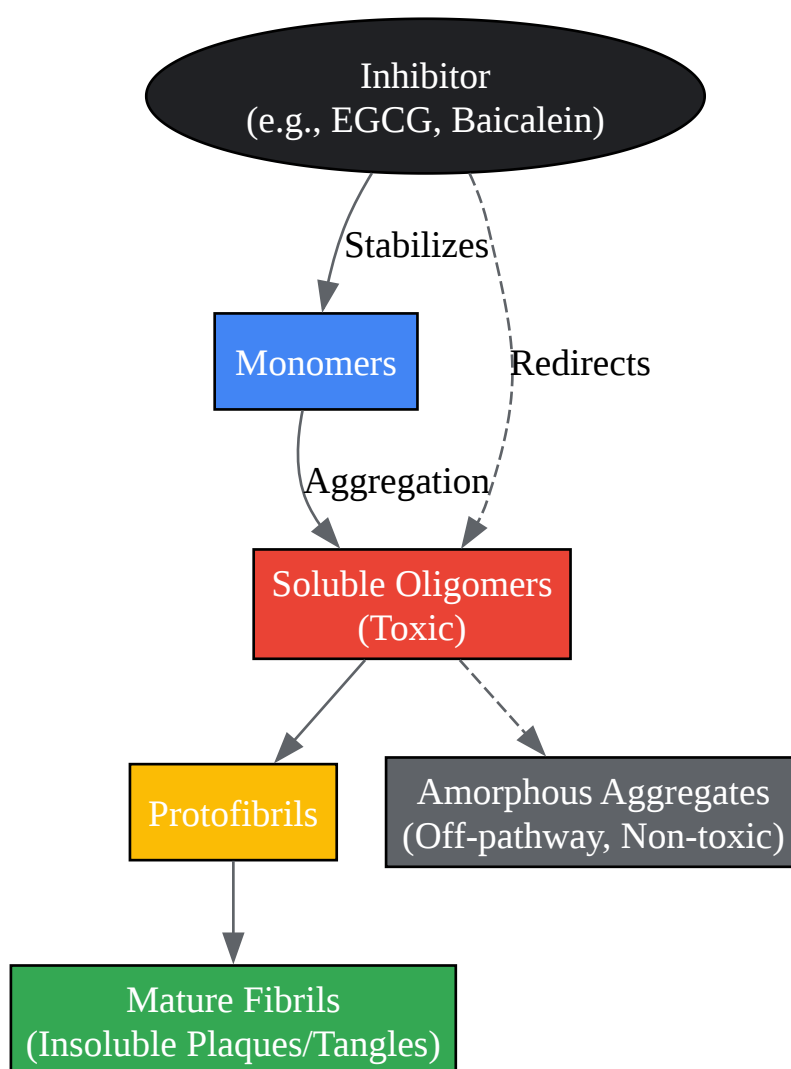 Inhibitor
(e.g., EGCG, Baicalein)
Stabilizes
Monomers
Redirects
Aggregation
Soluble Oligomers
(Toxic)
Protofibrils
Amorphous Aggregates
(Off-pathway, Non-toxic)
Mature Fibrils
(Insoluble Plaques/Tangles)